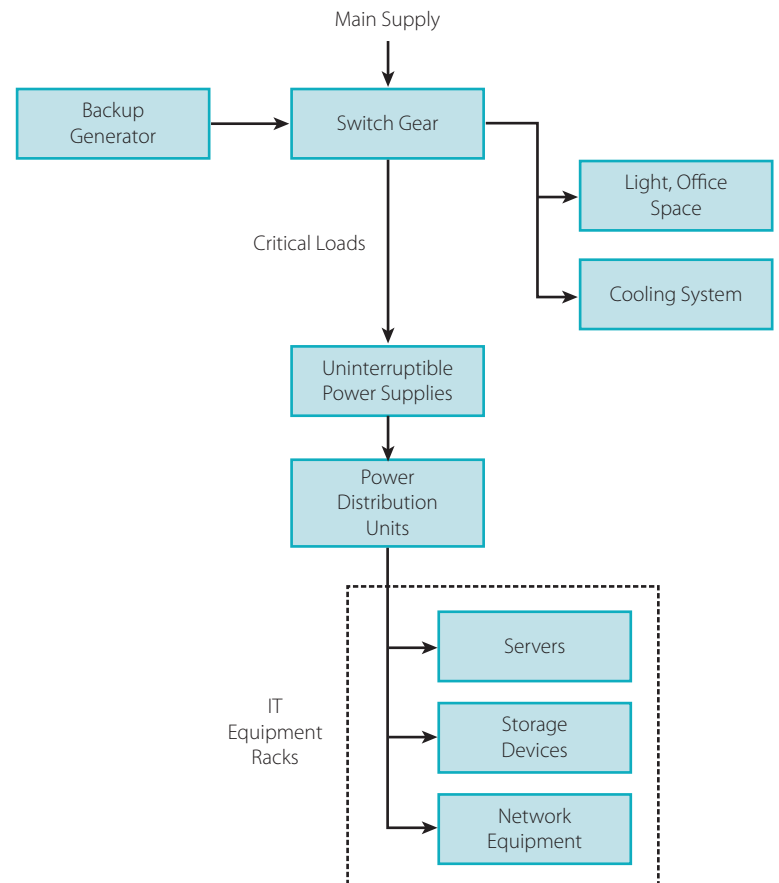 Main Supply
Backup
Generator
Switch Gear
Light, Office
Space
Critical Loads
Cooling System
Uninterruptible
Power Supplies
Power
Distribution
Units
Servers
IT
Equipment
Racks
Storage
Devices
Network
Equipment